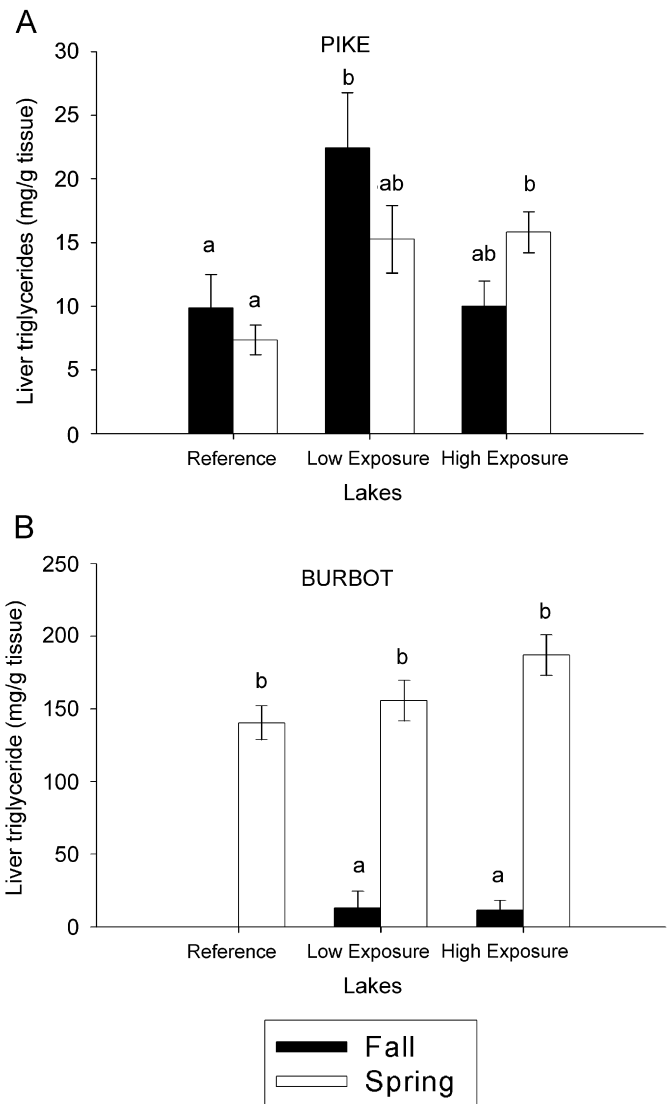 A
PIKE
30
25
20
15
10
5
0
Liver triglycerides (mg/g tissue)
a
a
b
ab
ab
b
Reference
Low Exposure
High Exposure
Lakes
B
BURBOT
250
200
150
100
50
0
Liver triglyceride (mg/g tissue)
b
a
b
a
b
Reference
Low Exposure
High Exposure
Lakes
Fall
Spring